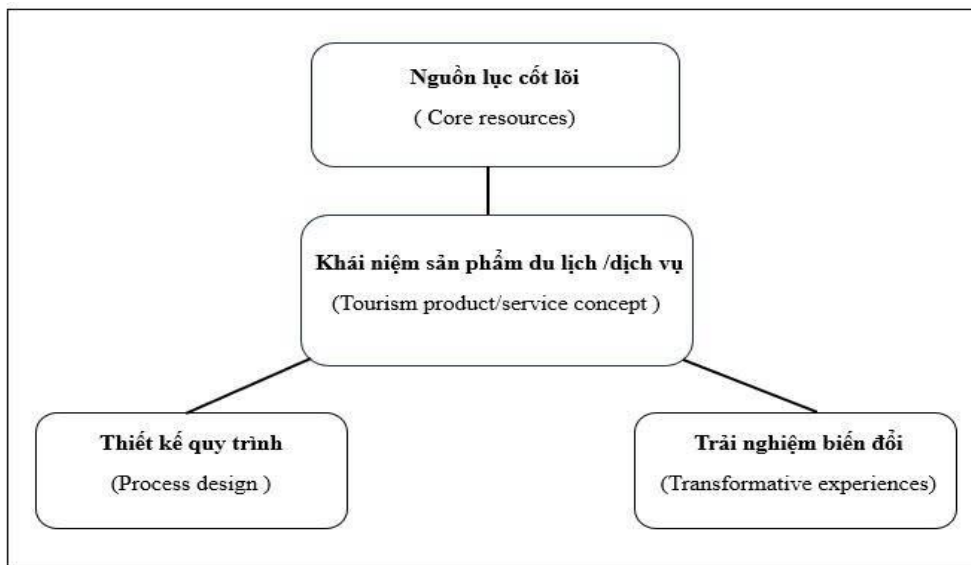 Nguồn lục cốt lõi
( Core resources)
Khái niệm sản phẩm du lịch /dịch vụ
(Tourism product/service concept )
Thiết kế quy trình
(Process design )
Trải nghiệm biến đổi
(Transformative experiences)